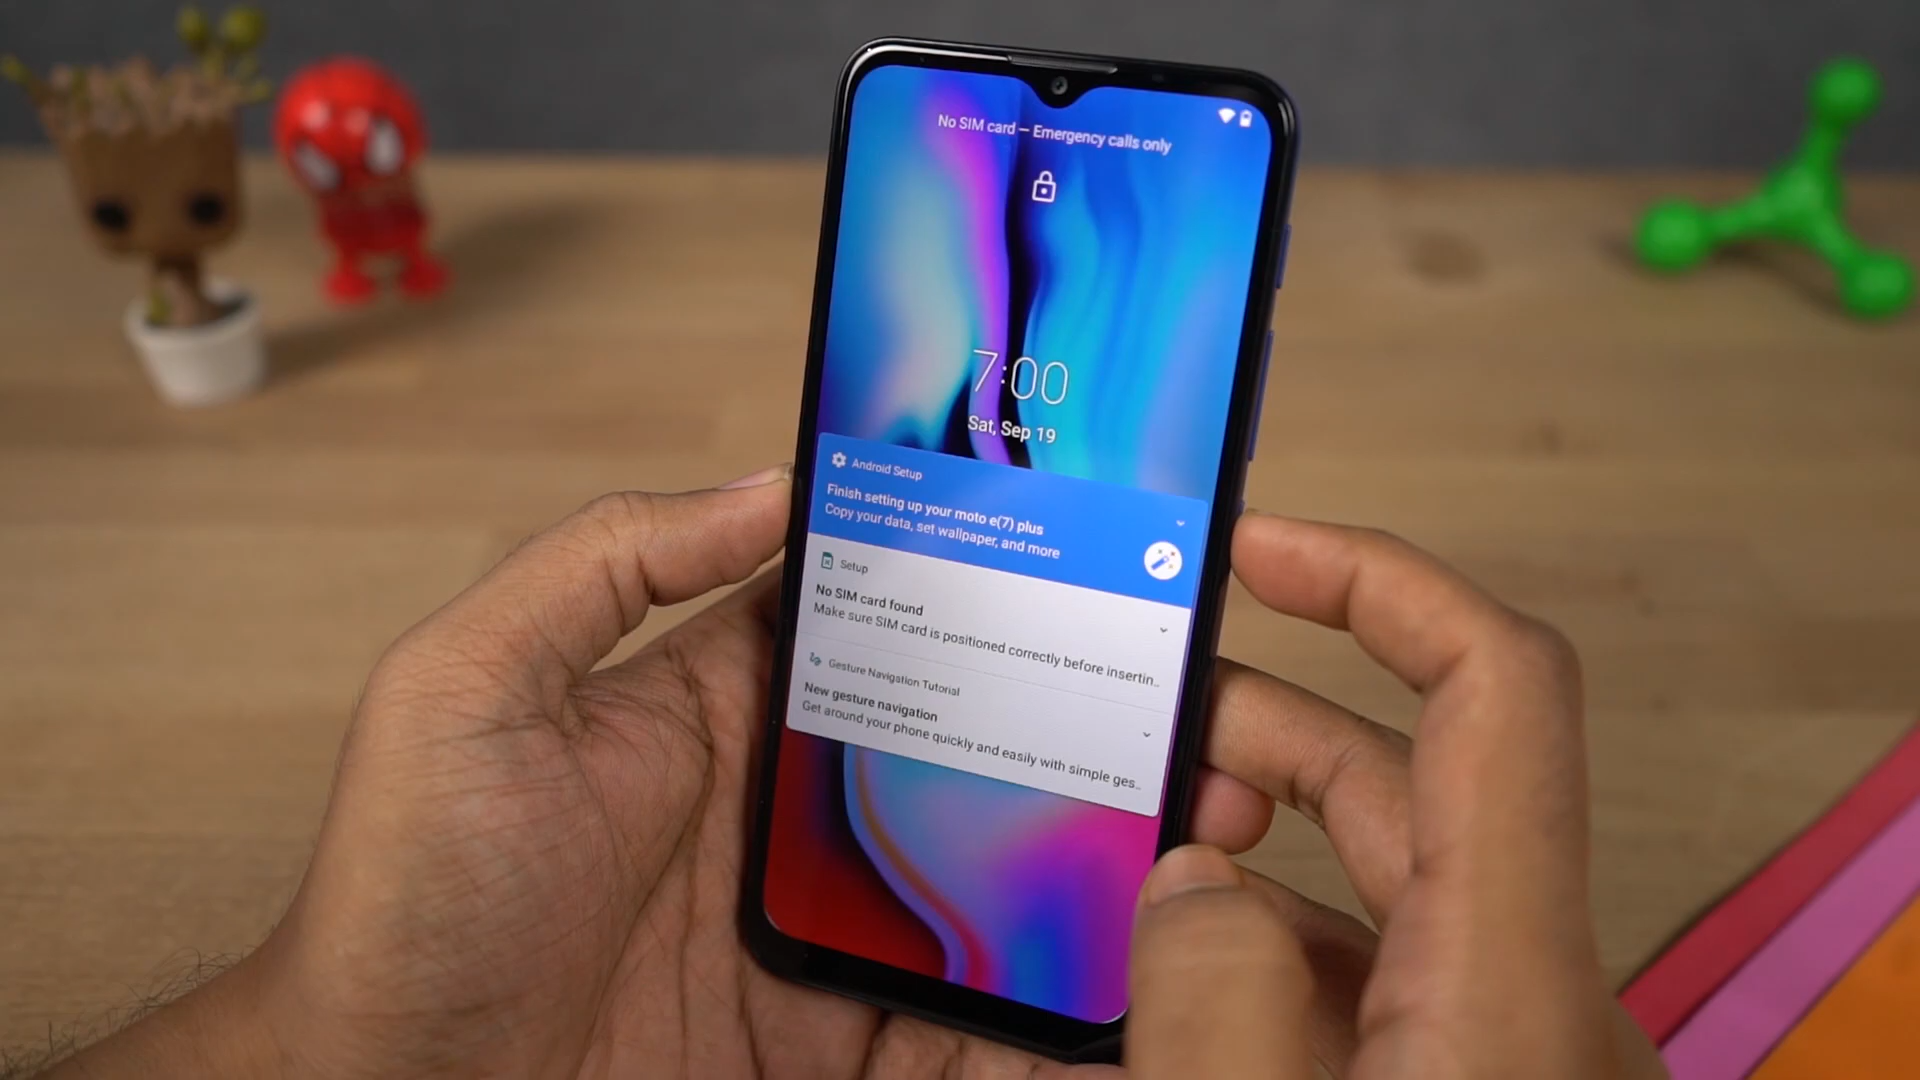 No SIM card — Emergency calls only
7:00
Sat, Sep 19
Android Setup
Finish setting up your moto e(7) plus
Copy your data, set wallpaper, and more
Setup
No SIM card found
Make sure SIM card is positioned correctly before insertin..
Gesture Navigation Tutorial
New gesture navigation
Get around your phone quickly and easily with simple ges..